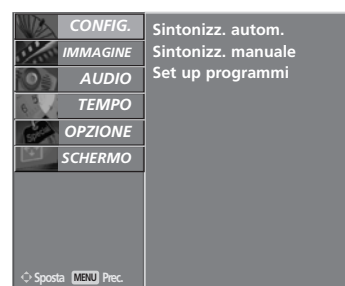 CONFIG.
IMMAGINE
AUDIO
TEMPO
OPZIONE
SCHERMO
Sintonizz. autom.
Sintonizz. manuale
Set up programmi
Sposta MENU Prec.